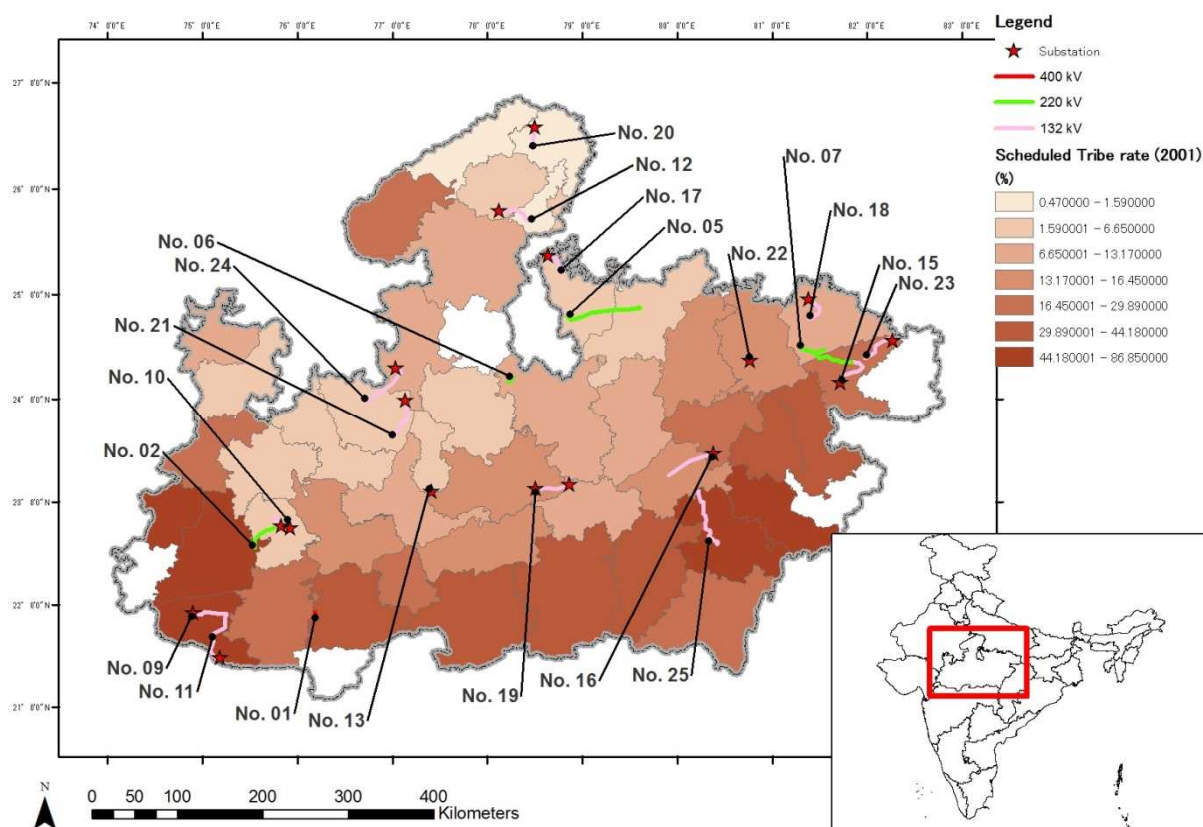 74° 0'0"E 75° 0'0"E 76° 0'0"E 77° 0'0"E 78° 0'0"E 79° 0'0"E 80° 0'0"E 81° 0'0"E 82° 0'0"E 83° 0'0"E
Legend
Substation
400 kV
220 kV
132 kV
Scheduled Tribe rate (2001)
(%)
0.470000 – 1.590000
1.590001 – 6.650000
6.650001 – 13.170000
13.170001 – 16.450000
16.450001 – 29.890000
29.890001 – 44.180000
44.180001 – 86.850000
27° 0'0"N
26° 0'0"N
25° 0'0"N
24° 0'0"N
23° 0'0"N
22° 0'0"N
21° 0'0"N
No. 20
No. 12
No. 07
No. 17
No. 18
No. 05
No. 06
No. 22
No. 15
No. 24
No. 23
No. 21
No. 10
No. 02
No. 09
No. 11
No. 01
No. 13
No. 19
No. 16
No. 25
N
0 50 100 200 300 400
Kilometers